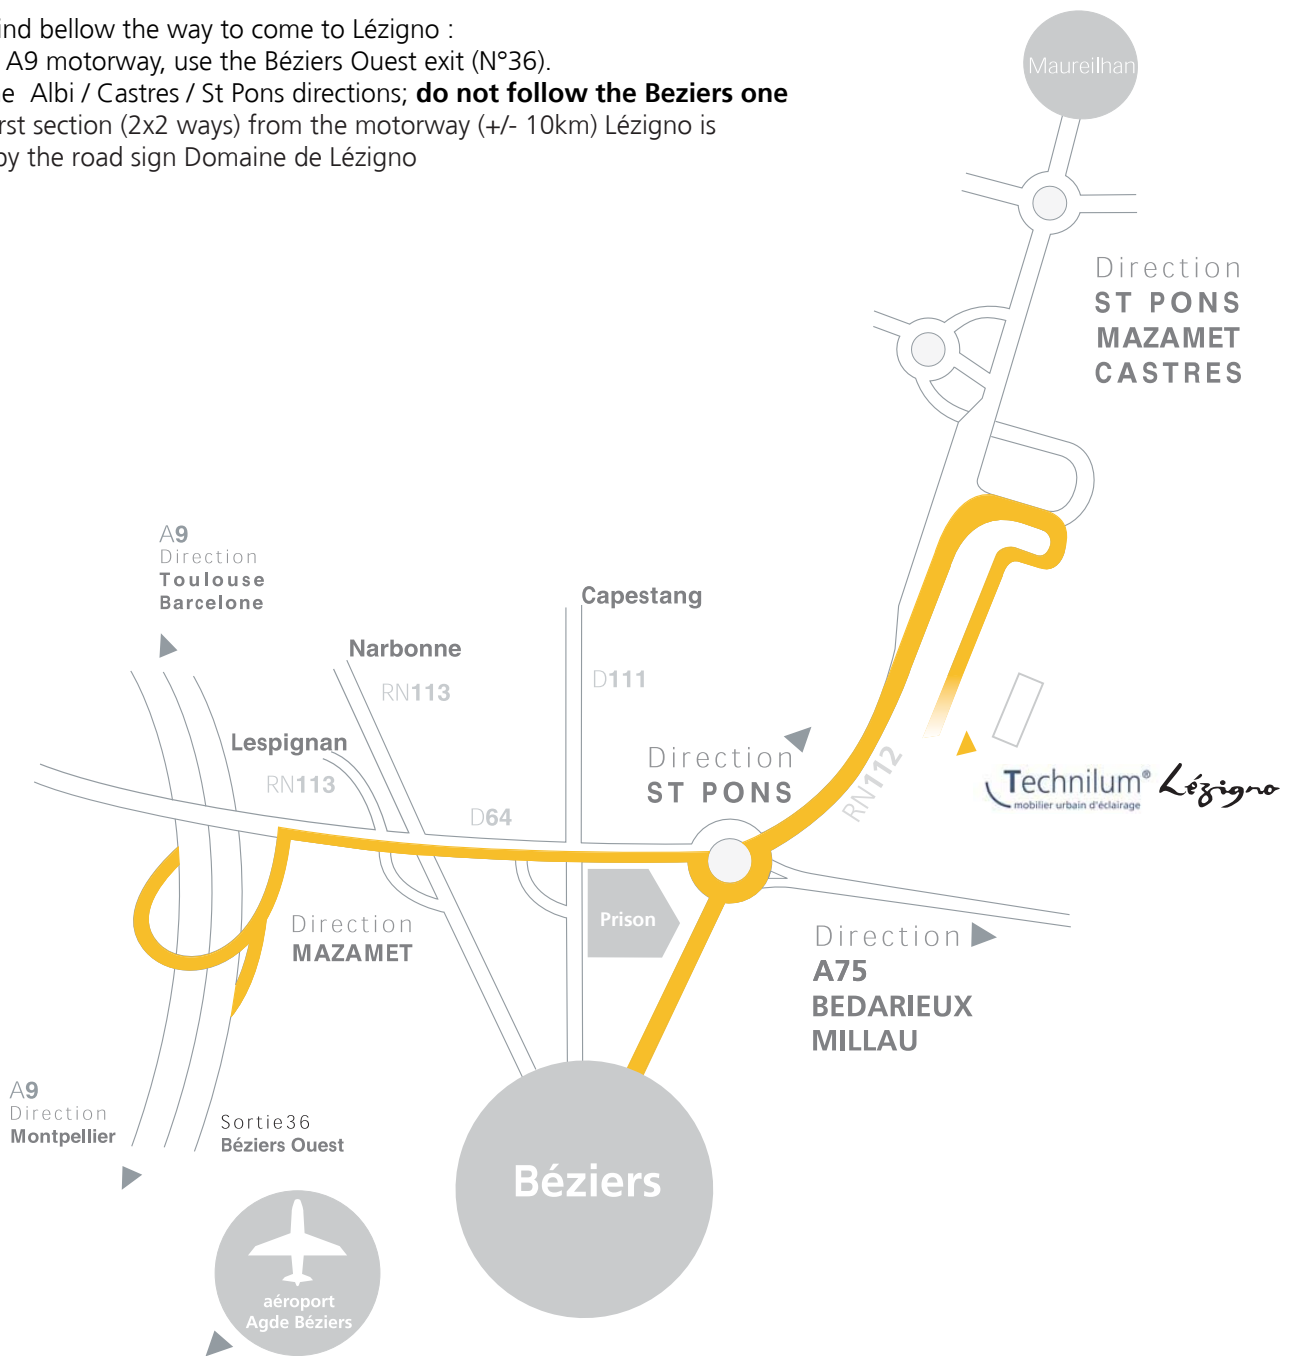 ind bellow the way to come to Lézigno :
A9 motorway, use the Béziers Ouest exit (N°36).
e Albi / Castres / St Pons directions; do not follow the Beziers one
rst section (2x2 ways) from the motorway (+/- 10km) Lézigno is
by the road sign Domaine de Lézigno
Maureilhan
Direction
ST PONS
MAZAMET
CASTRES
A9
Direction
Toulouse
Barcelone
Capestang
D111
Narbonne
RN113
Lespignan
RN113
D64
Direction
ST PONS
RN112
Technilum®
mobilier urbain d'éclairage
Lézigno
Prison
Direction
MAZAMET
Direction
A75
BEDARIEUX
MILLAU
A9
Direction
Montpellier
Sortie36
Béziers Ouest
Béziers
aéroport
Agde Béziers